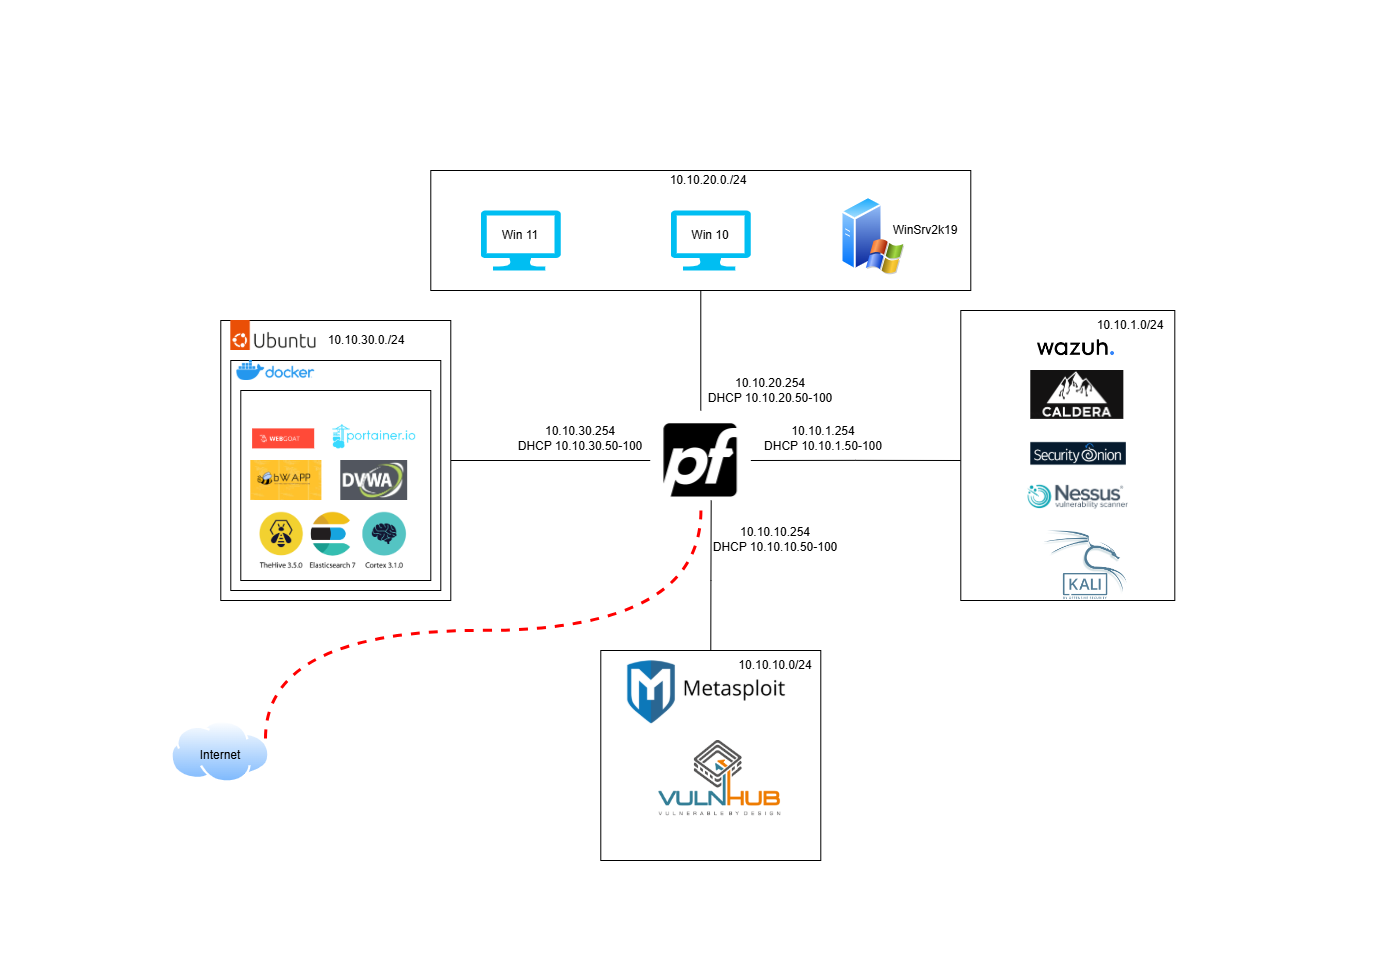 10.10.20.0./24
Win 11
Win 10
WinSrv2k19
Ubuntu
10.10.30.0./24
docker
WEBGOAT
portainer.io
bWAPP
DVWA
TheHive 3.5.0
Elasticsearch 7
Cortex 3.1.0
10.10.20.254
DHCP 10.10.20.50-100
10.10.30.254
DHCP 10.10.30.50-100
pf
10.10.1.254
DHCP 10.10.1.50-100
10.10.10.254
DHCP 10.10.10.50-100
10.10.1.0/24
wazuh.
CALDERA
Security Onion
Nessus
vulnerability scanner
KALI
Internet
10.10.10.0/24
Metasploit
VULNHUB
VULNERABLE BY DESIGN